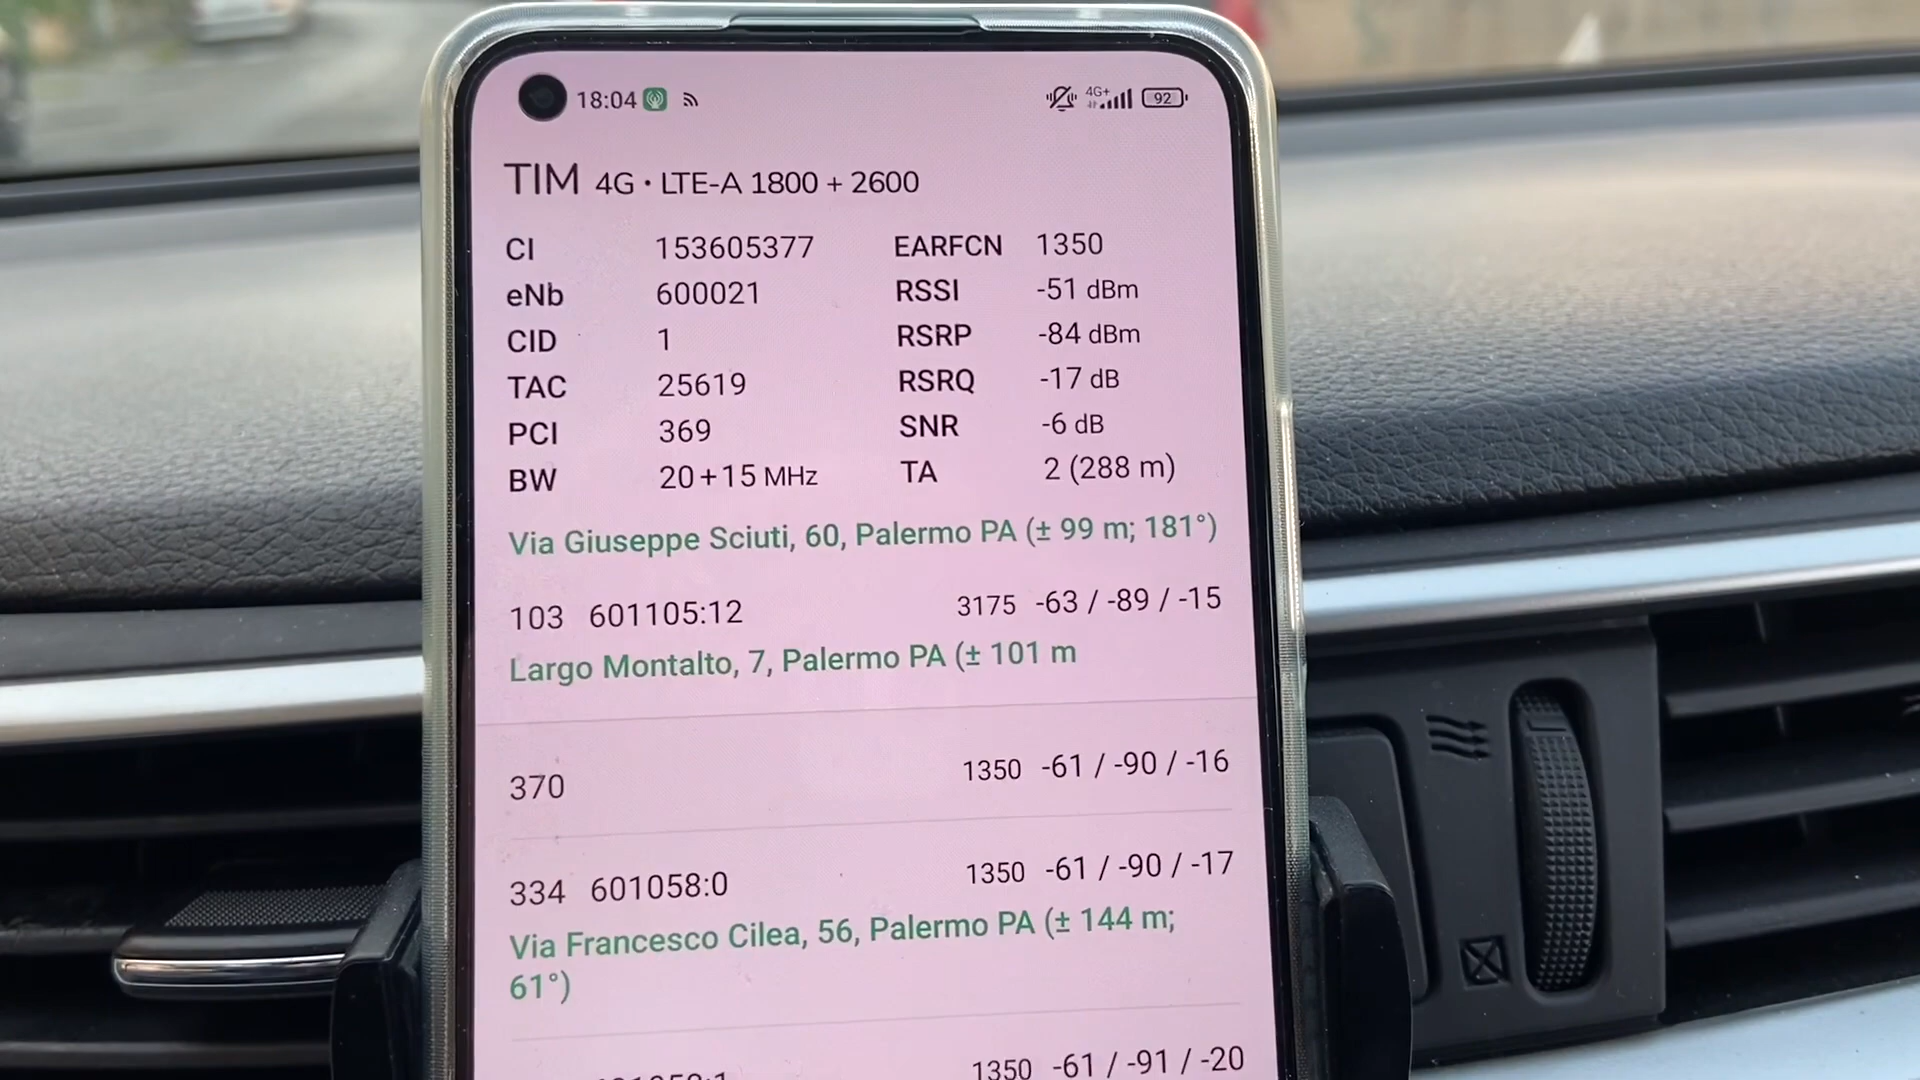 18:04 4G+ 92
TIM 4G • LTE-A 1800 + 2600
CI 153605377 EARFCN 1350
eNb 600021 RSSI -51 dBm
CID 1 RSRP -84 dBm
TAC 25619 RSRQ -17 dB
PCI 369 SNR -6 dB
BW 20+15 MHz TA 2 (288 m)
Via Giuseppe Sciuti, 60, Palermo PA (± 99 m; 181°)
103 601105:12 3175 -63 / -89 / -15
Largo Montalto, 7, Palermo PA (± 101 m
370 1350 -61 / -90 / -16
334 601058:0 1350 -61 / -90 / -17
Via Francesco Cilea, 56, Palermo PA (± 144 m;
61°)
1350 -61 / -91 / -20